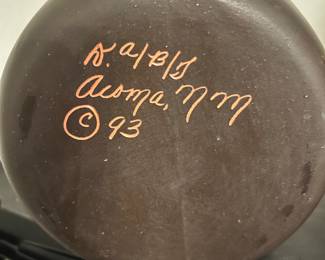 D. A/B/S
Acoma, NM
© 93